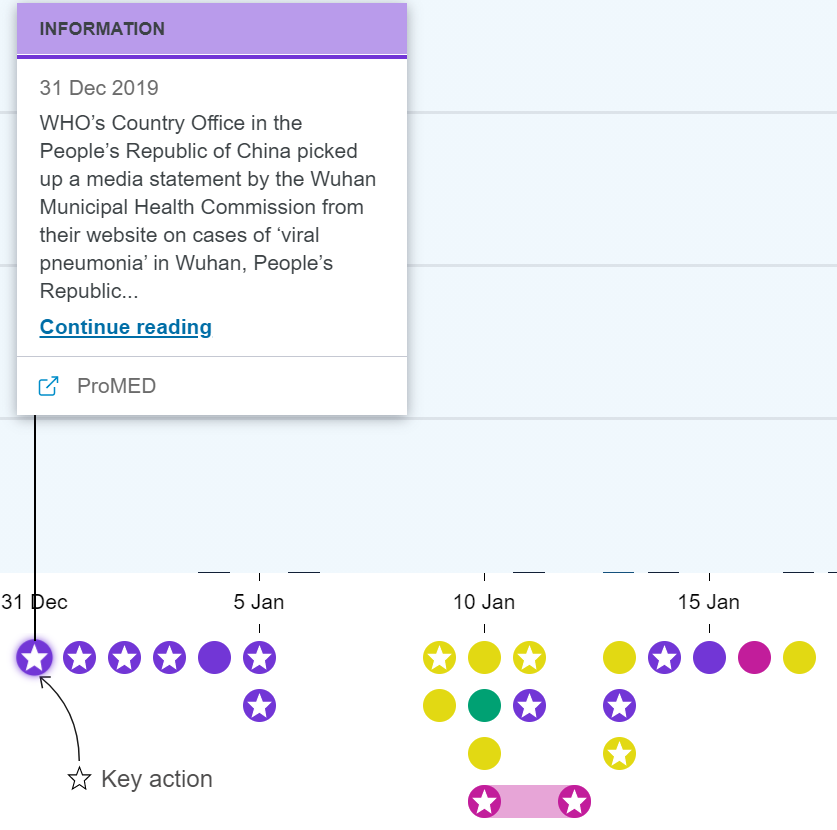 INFORMATION
31 Dec 2019
WHO’s Country Office in the
People’s Republic of China picked
up a media statement by the Wuhan
Municipal Health Commission from
their website on cases of ‘viral
pneumonia’ in Wuhan, People’s
Republic...
Continue reading
ProMED
31 Dec 5 Jan 10 Jan 15 Jan
Key action